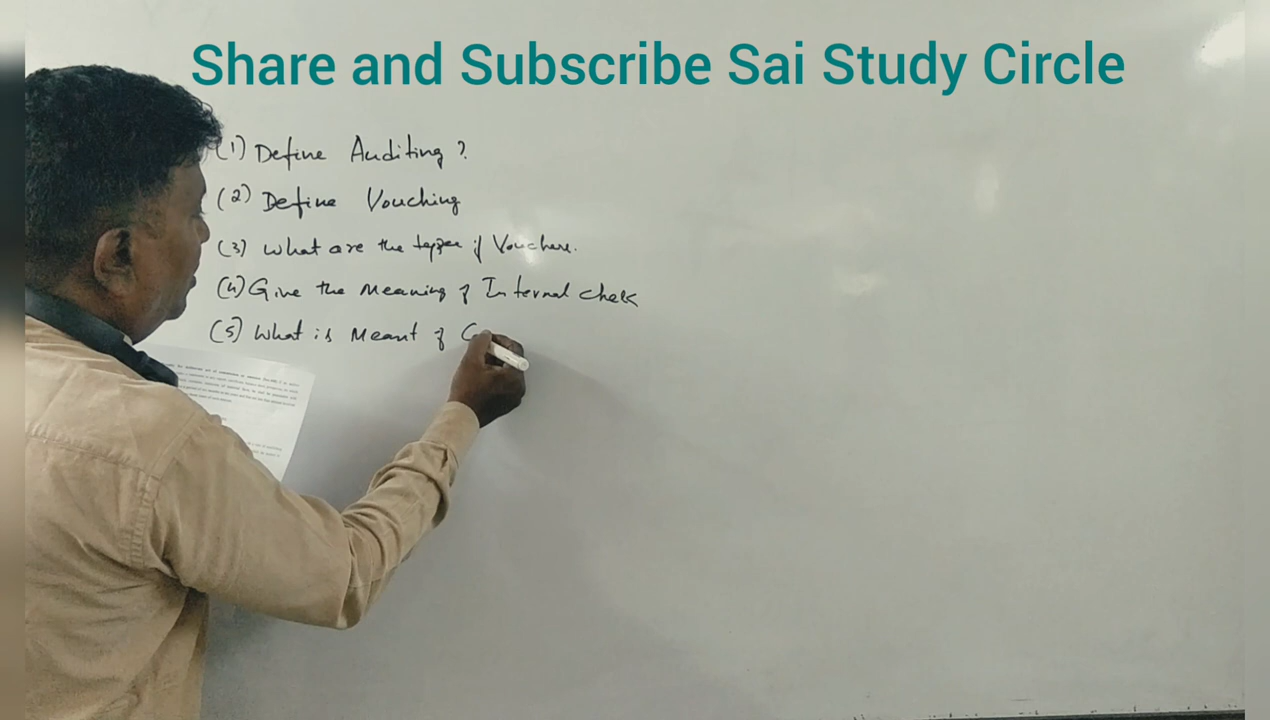 Share and Subscribe Sai Study Circle
(1) Define Auditing ?
(2) Define Vouching
(3) What are the types of Vouchers.
(4) Give the Meaning of Internal check
(5) What is Meant of